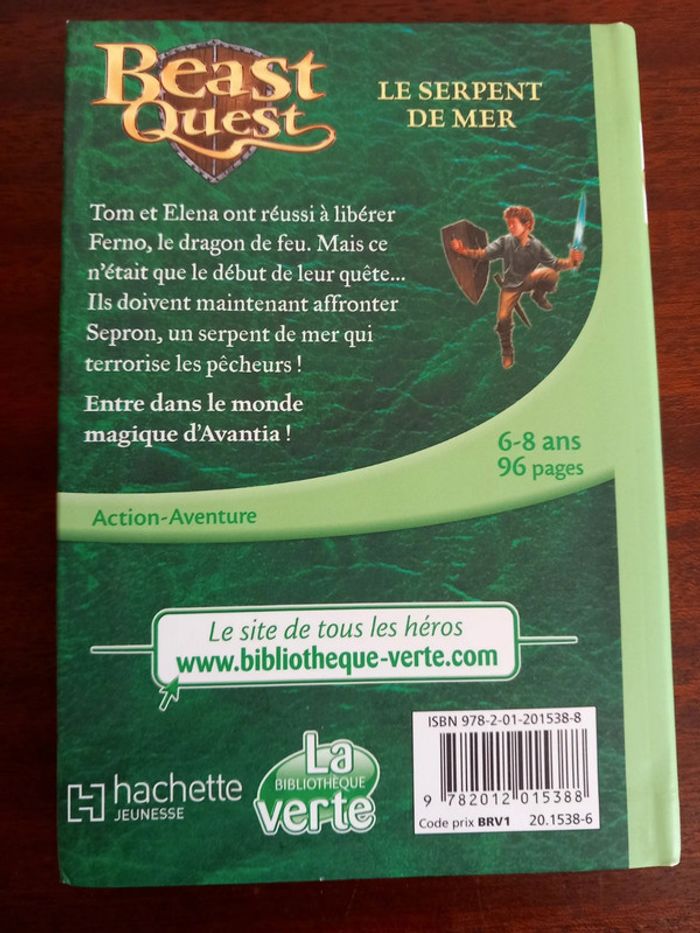 Beast
Quest
LE SERPENT
DE MER
Tom et Elena ont réussi à libérer
Ferno, le dragon de feu. Mais ce
n'était que le début de leur quête...
Ils doivent maintenant affronter
Sepron, un serpent de mer qui
terrorise les pêcheurs !
Entre dans le monde
magique d'Avantia !
6-8 ans
96 pages
Action-Aventure
Le site de tous les héros
www.bibliotheque-verte.com
hachette
JEUNESSE
La
BIBLIOTHÈQUE
verte
ISBN 978-2-01-201538-8
9 782012 015388
Code prix BRV1 20.1538-6